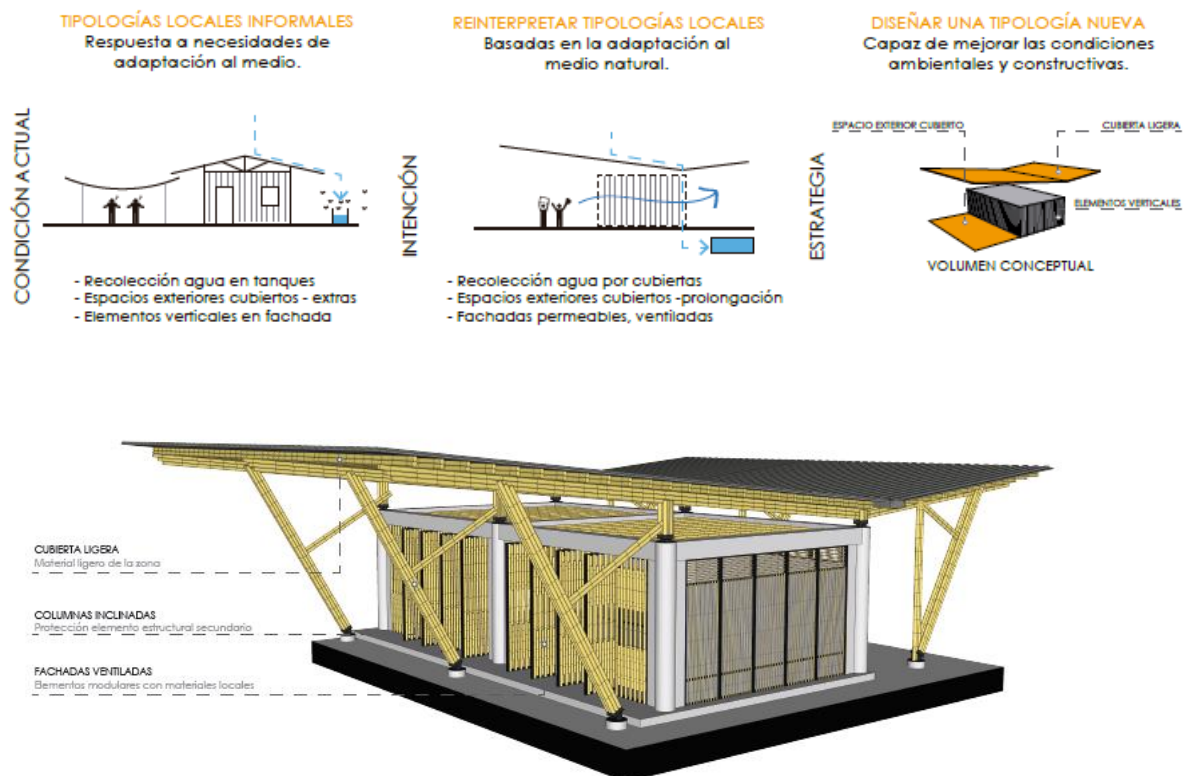 TIPOLOGÍAS LOCALES INFORMALES
Respuesta a necesidades de
adaptación al medio.
REINTERPRETAR TIPOLOGÍAS LOCALES
Basadas en la adaptación al
medio natural.
DISEÑAR UNA TIPOLOGÍA NUEVA
Capaz de mejorar las condiciones
ambientales y constructivas.
CONDICIÓN ACTUAL
- Recolección agua en tanques
- Espacios exteriores cubiertos - extras
- Elementos verticales en fachada
INTENCIÓN
- Recolección agua por cubiertas
- Espacios exteriores cubiertos -prolongación
- Fachadas permeables, ventiladas
ESTRATEGIA
ESPACIO EXTERIOR CUBIERTO
CUBIERTA LIGERA
ELEMENTOS VERTICALES
VOLUMEN CONCEPTUAL
CUBIERTA LIGERA
Material ligero de la zona
COLUMNAS INCLINADAS
Protección elemento estructural secundario
FACHADAS VENTILADAS
Elementos modulares con materiales locales